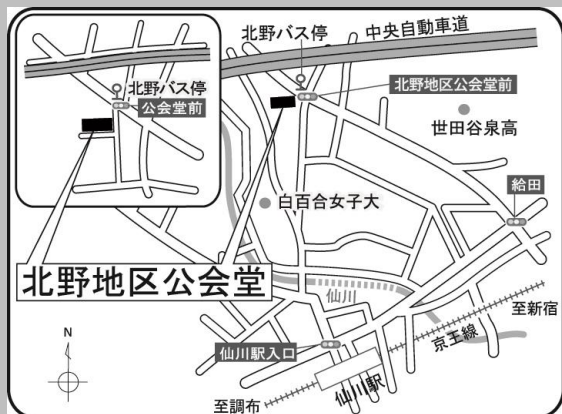 北野バス停
公会堂前
北野バス停
中央自動車道
北野地区公会堂前
世田谷泉高
給田
白百合女子大
北野地区公会堂
仙川
至新宿
京王線
仙川駅入口
仙川駅
至調布
N